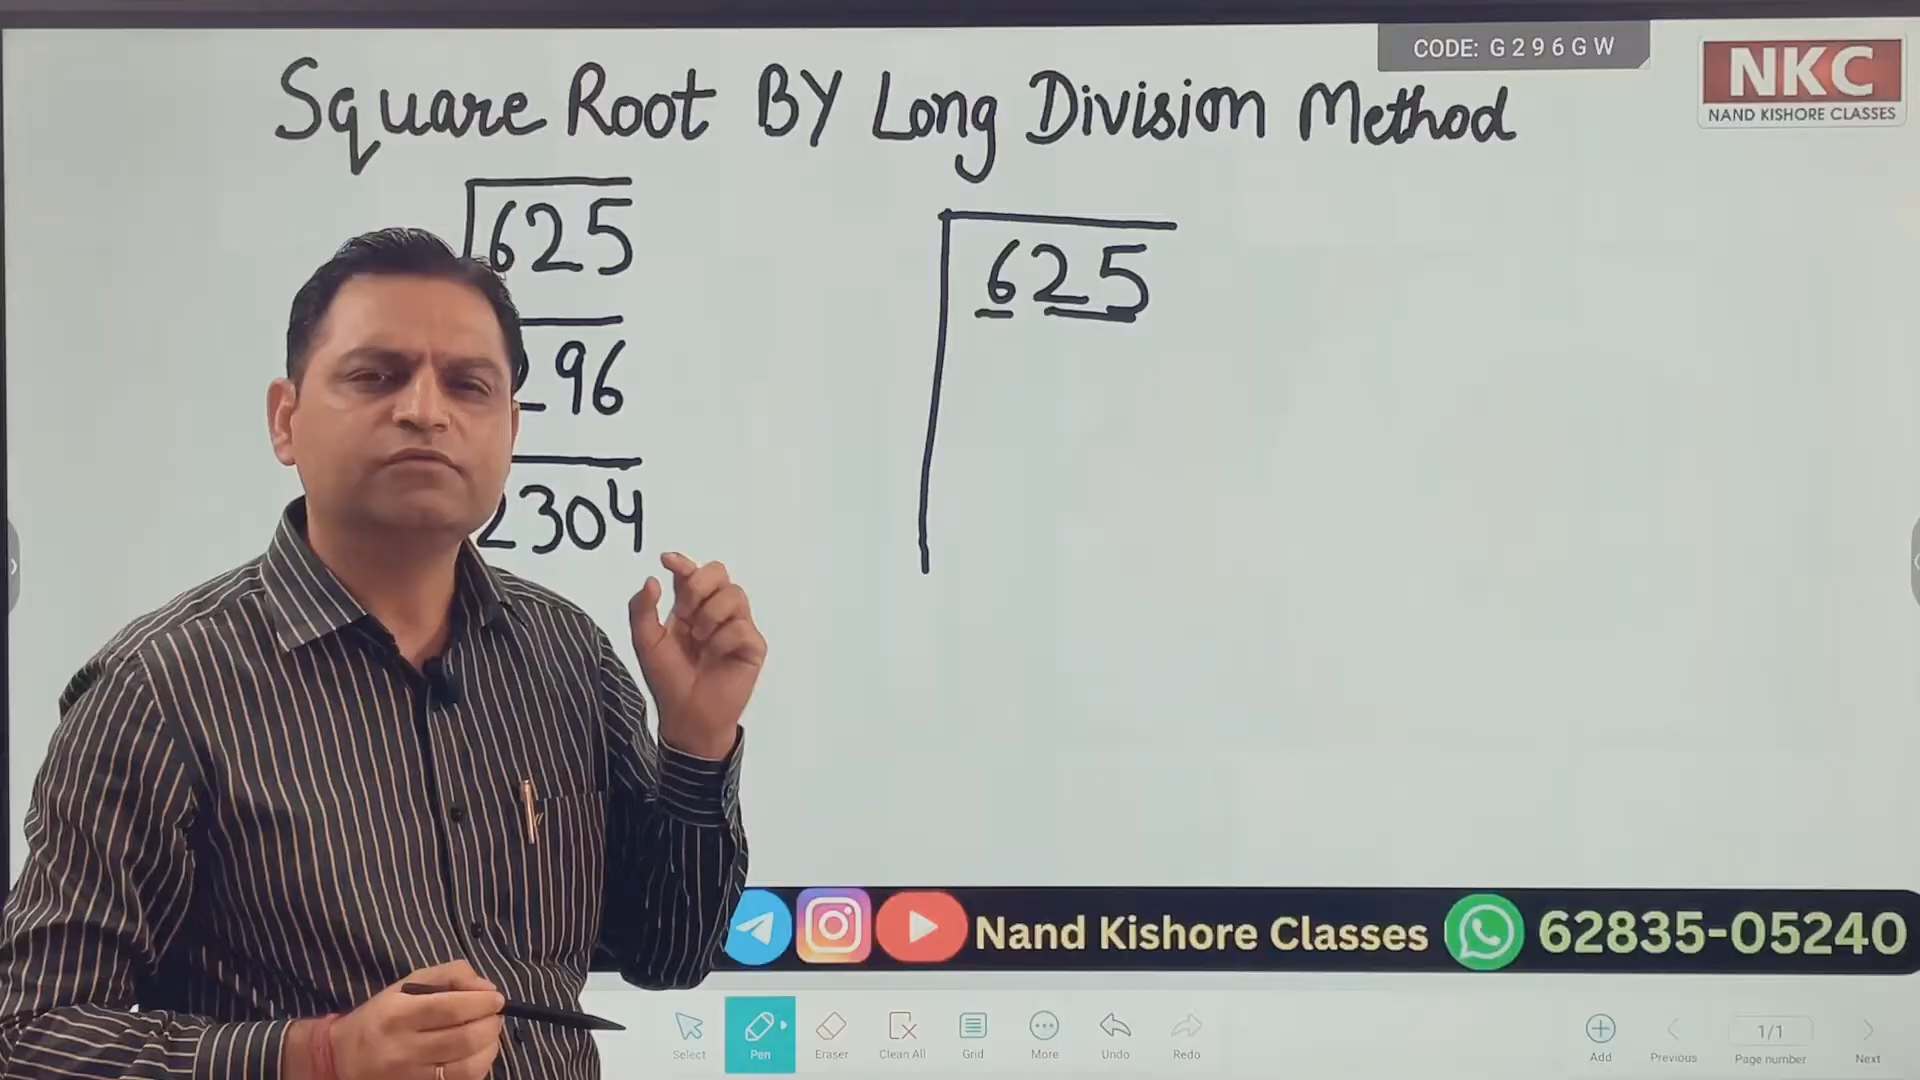 CODE: G296GW
NKC
NAND KISHORE CLASSES
Square Root BY Long Division Method
625
625
296
2304
Nand Kishore Classes 62835-05240
Select Pen Eraser Clean All Grid More Undo Redo Add Previous 1/1 Page number Next